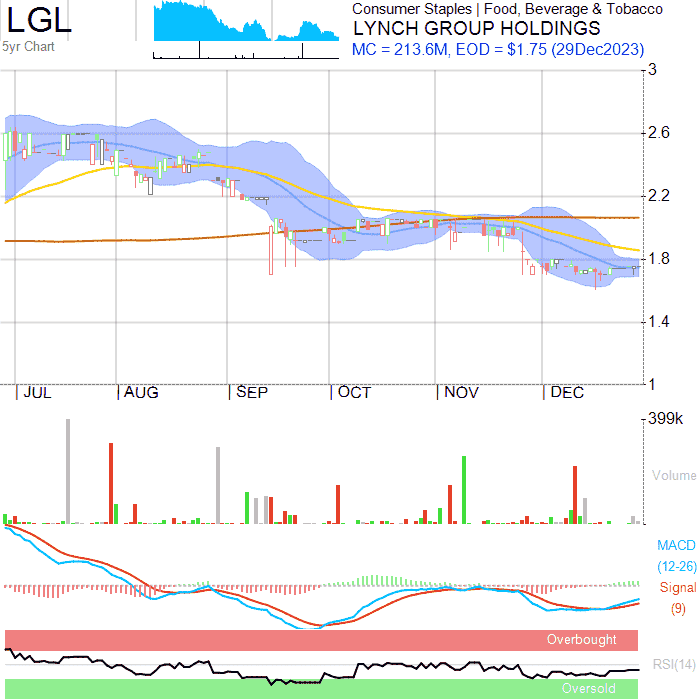 LGL
5yr Chart
Consumer Staples | Food, Beverage & Tobacco
LYNCH GROUP HOLDINGS
MC = 213.6M, EOD = $1.75 (29Dec2023)
3
2.6
2.2
1.8
1.4
1
| JUL | AUG | SEP | OCT | NOV | DEC
399k
Volume
MACD
(12-26)
Signal
(9)
Overbought
RSI(14)
Oversold